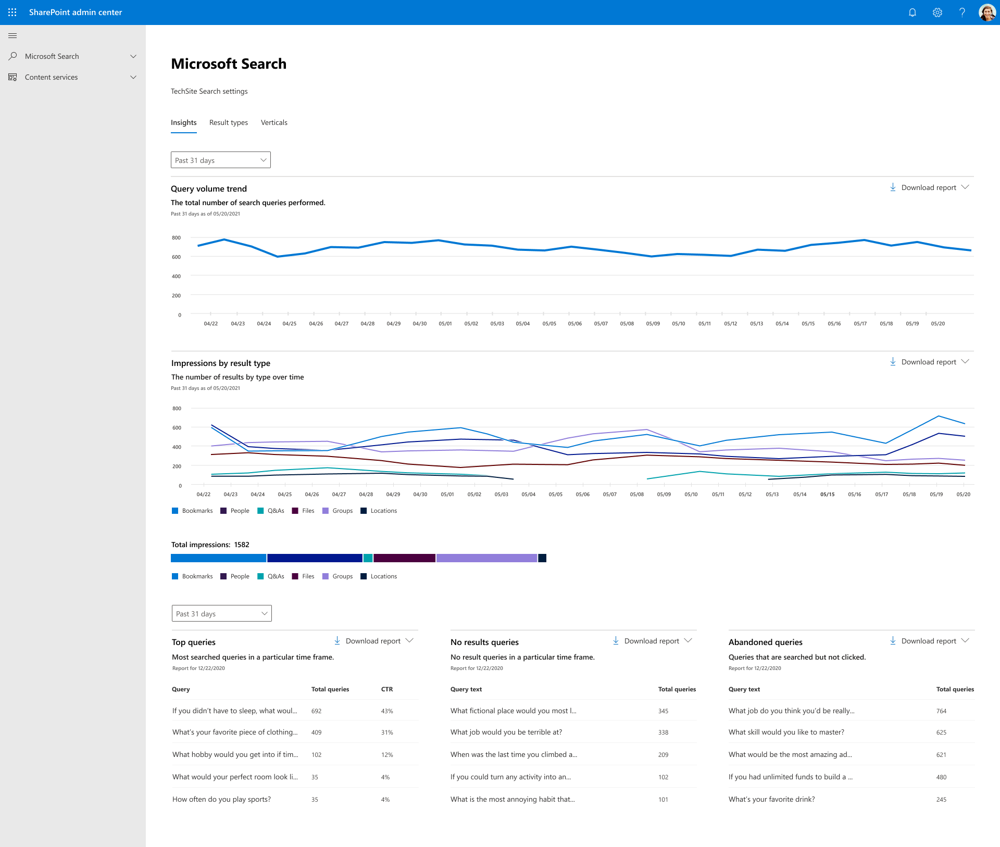 SharePoint admin center
Microsoft Search
Content services
Microsoft Search
TechSite Search settings
Insights Result types Verticals
Past 31 days
Query volume trend Download report
The total number of search queries performed.
Past 31 days as of 05/20/2021
800
600
400
200
0
04/22 04/23 04/24 04/25 04/26 04/27 04/28 04/29 04/30 05/01 05/02 05/03 05/04 05/05 05/06 05/07 05/08 05/09 05/10 05/11 05/12 05/13 05/14 05/15 05/16 05/17 05/18 05/19 05/20
Impressions by result type Download report
The number of results by type over time
Past 31 days as of 05/20/2021
800
600
400
200
0
04/22 04/23 04/24 04/25 04/26 04/27 04/28 04/29 04/30 05/01 05/02 05/03 05/04 05/05 05/06 05/07 05/08 05/09 05/10 05/11 05/12 05/13 05/14 05/15 05/16 05/17 05/18 05/19 05/20
Bookmarks People Q&As Files Groups Locations
Total impressions: 1582
Bookmarks People Q&As Files Groups Locations
Past 31 days
Top queries Download report
Most searched queries in a particular time frame.
Report for 12/22/2020
Query Total queries CTR
If you didn't have to sleep, what woul... 692 43%
What's your favorite piece of clothing... 409 31%
What hobby would you get into if tim... 102 12%
What would your perfect room look li... 35 4%
How often do you play sports? 35 4%
No results queries Download report
No result queries in a particular time frame.
Report for 12/22/2020
Query text Total queries
What fictional place would you most l... 345
What job would you be terrible at? 338
When was the last time you climbed a... 209
If you could turn any activity into an... 102
What is the most annoying habit that... 101
Abandoned queries Download report
Queries that are searched but not clicked.
Report for 12/22/2020
Query text Total queries
What job do you think you'd be really... 764
What skill would you like to master? 625
What would be the most amazing ad... 621
If you had unlimited funds to build a ... 480
What's your favorite drink? 245